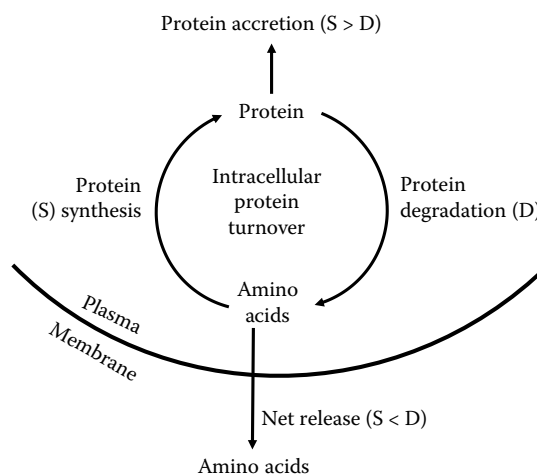 Protein accretion (S > D)
Protein
Intracellular
protein
turnover
Protein
(S) synthesis
Protein
degradation (D)
Amino
acids
Plasma
Membrane
Net release (S < D)
Amino acids